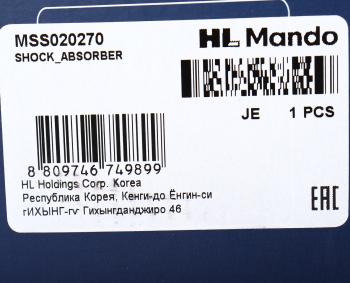 MSS020270
SHOCK_ABSORBER
HL Mando
JE 1 PCS
8 809746 749899
HL Holdings Corp. Korea
Республика Корея, Кенги-до Ёнгин-си
гИХЫНГ-гу Гихынгданджиро 46
EAC